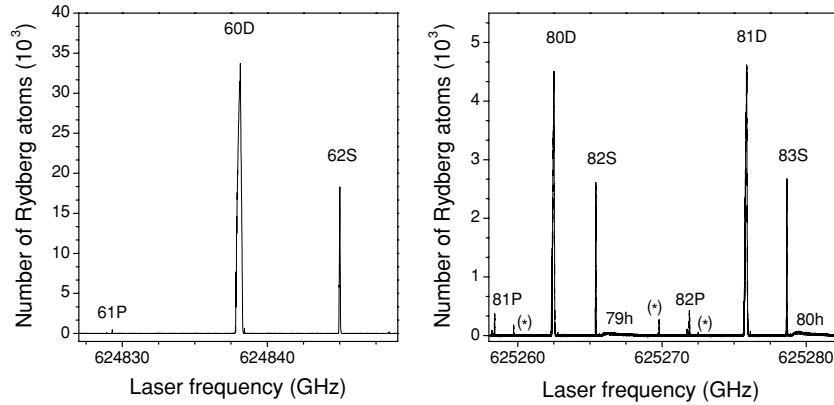 40
35
30
25
20
15
10
5
0
Number of Rydberg atoms (10³)
60D
62S
61P
624830
624840
Laser frequency (GHz)
5
4
3
2
1
0
Number of Rydberg atoms (10³)
80D
81D
82S
83S
81P
(*)
79h
(*)
82P
(*)
80h
625260
625270
625280
Laser frequency (GHz)